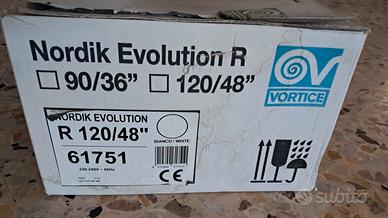 Nordik Evolution R
90/36" 120/48"
VORTICE
NORDIK EVOLUTION
R 120/48"
BIANCO / WHITE
61751
220-240V ~ 50Hz
CE
subito